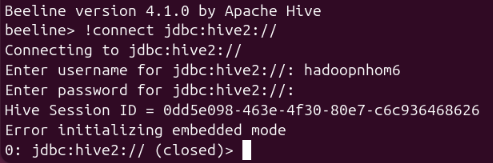 Beeline version 4.1.0 by Apache Hive
beeline> !connect jdbc:hive2://
Connecting to jdbc:hive2://
Enter username for jdbc:hive2://: hadoopnhom6
Enter password for jdbc:hive2://:
Hive Session ID = 0dd5e098-463e-4f30-80e7-c6c936468626
Error initializing embedded mode
0: jdbc:hive2:// (closed)>